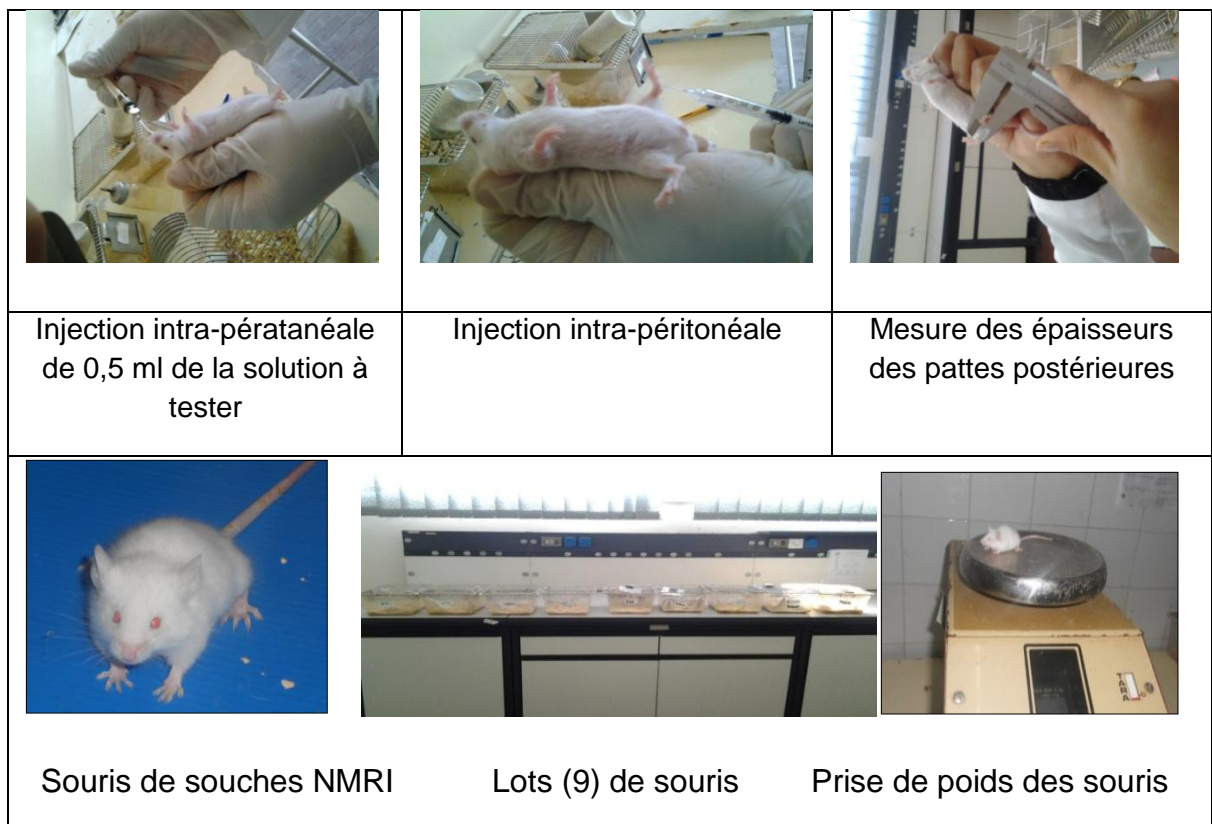 Injection intra-pératanéale
de 0,5 ml de la solution à
tester
Injection intra-péritonéale
Mesure des épaisseurs
des pattes postérieures
TARA
Souris de souches NMRI
Lots (9) de souris
Prise de poids des souris